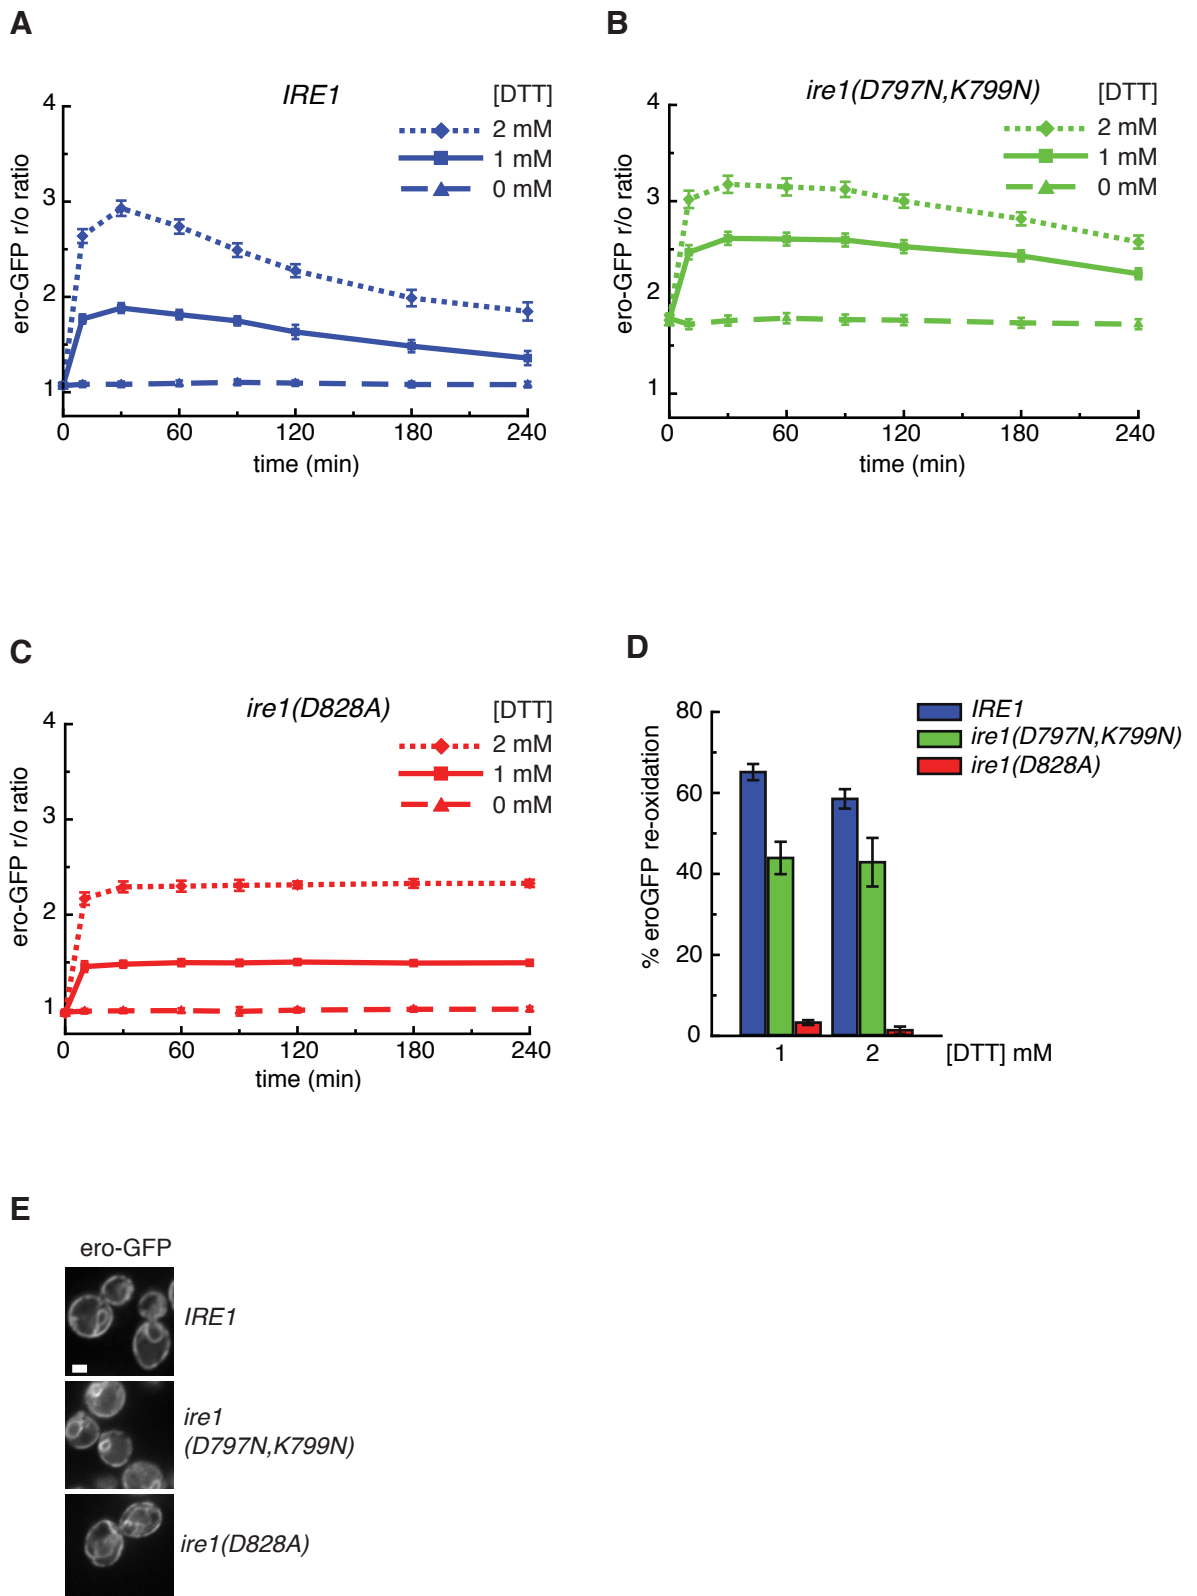 A
IRE1
[DTT]
2 mM
1 mM
0 mM
ero-GFP r/o ratio
4
3
2
1
0
60
120
180
240
time (min)
B
ire1(D797N,K799N)
[DTT]
2 mM
1 mM
0 mM
ero-GFP r/o ratio
4
3
2
1
0
60
120
180
240
time (min)
C
ire1(D828A)
[DTT]
2 mM
1 mM
0 mM
ero-GFP r/o ratio
4
3
2
1
0
60
120
180
240
time (min)
D
IRE1
ire1(D797N,K799N)
ire1(D828A)
% eroGFP re-oxidation
80
60
40
20
0
1
2
[DTT] mM
E
ero-GFP
IRE1
ire1
(D797N,K799N)
ire1(D828A)